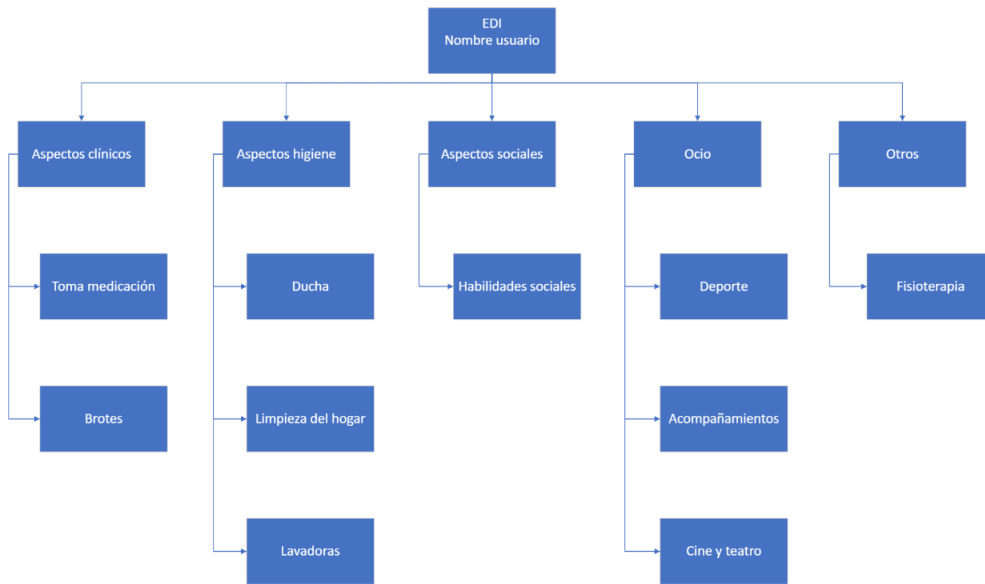 EDI
Nombre usuario
Aspectos clínicos
Aspectos higiene
Aspectos sociales
Ocio
Otros
Toma medicación
Ducha
Habilidades sociales
Deporte
Fisioterapia
Brotes
Limpieza del hogar
Acompañamientos
Lavadoras
Cine y teatro